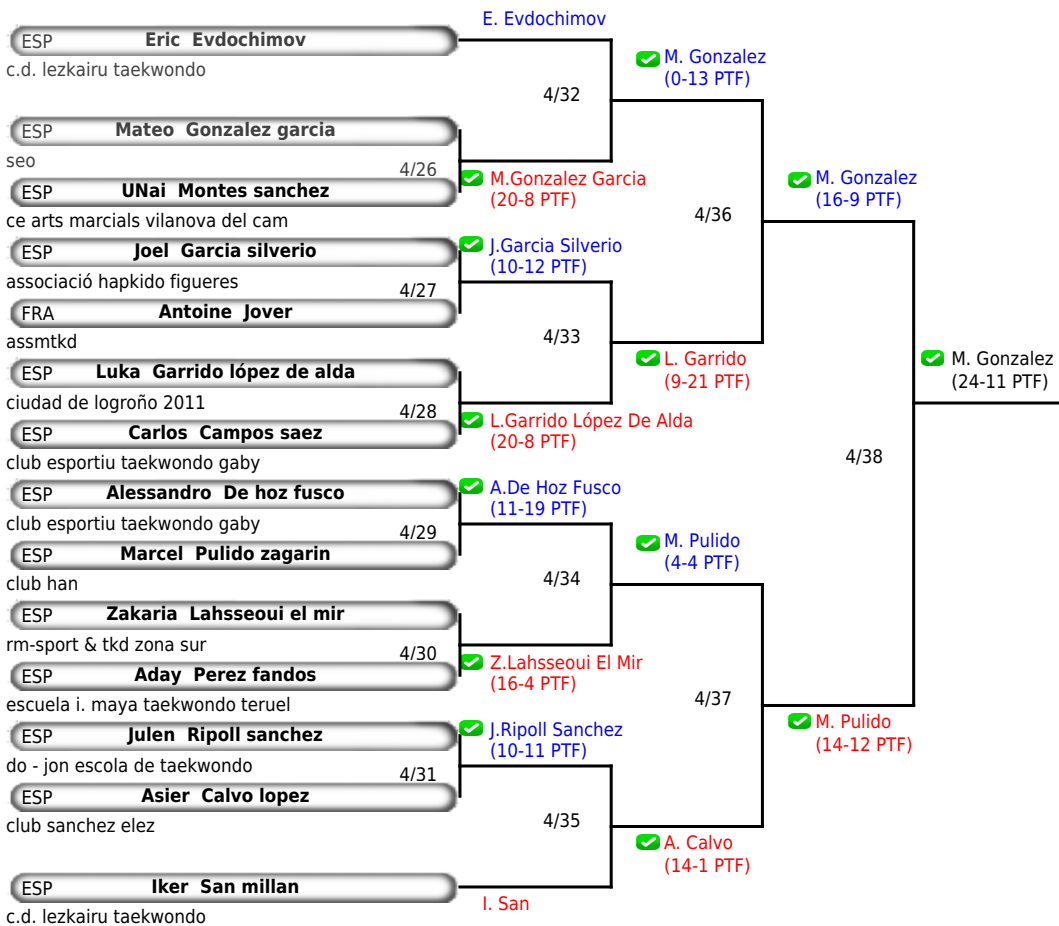 E. Evdochimov
ESP Eric Evdochimov
c.d. lezkairu taekwondo
M. Gonzalez
(0-13 PTF)
4/32
ESP Mateo Gonzalez garcia
seo
4/26
M.Gonzalez Garcia
(20-8 PTF)
M. Gonzalez
(16-9 PTF)
ESP UNai Montes sanchez
ce arts marcials vilanova del cam
4/36
ESP Joel Garcia silverio
J.Garcia Silverio
(10-12 PTF)
associació hapkido figueres
4/27
FRA Antoine Jover
assmtkd
4/33
L. Garrido
(9-21 PTF)
M. Gonzalez
(24-11 PTF)
ESP Luka Garrido lópez de alda
ciudad de logroño 2011
4/28
L.Garrido López De Alda
(20-8 PTF)
ESP Carlos Campos saez
club esportiu taekwondo gaby
4/38
ESP Alessandro De hoz fusco
A.De Hoz Fusco
(11-19 PTF)
club esportiu taekwondo gaby
4/29
ESP Marcel Pulido zagarin
club han
M. Pulido
(4-4 PTF)
4/34
ESP Zakaria Lahsseoui el mir
rm-sport & tkd zona sur
4/30
Z.Lahsseoui El Mir
(16-4 PTF)
ESP Aday Perez fandos
escuela i. maya taekwondo teruel
4/37
ESP Julen Ripoll sanchez
J.Ripoll Sanchez
(10-11 PTF)
M. Pulido
(14-12 PTF)
do - jon escola de taekwondo
4/31
ESP Asier Calvo lopez
club sanchez elez
4/35
A. Calvo
(14-1 PTF)
ESP Iker San millan
I. San
c.d. lezkairu taekwondo